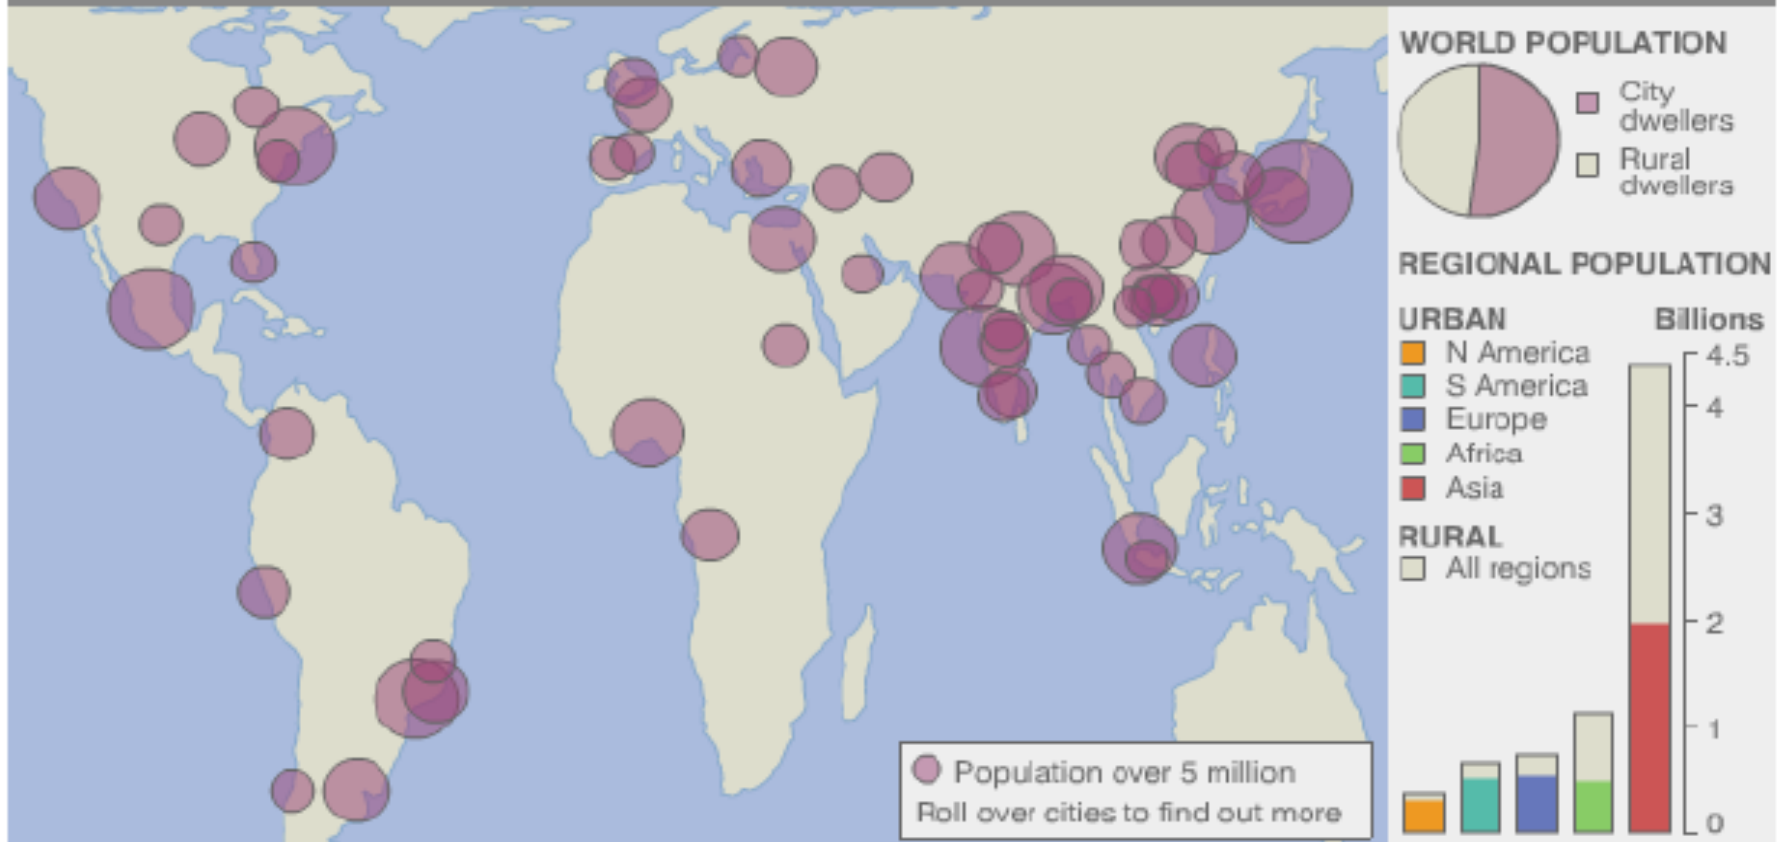 WORLD POPULATION
City
dwellers
Rural
dwellers
REGIONAL POPULATION
URBAN
Billions
N America
S America
Europe
Africa
Asia
RURAL
All regions
4.5
4
3
2
1
0
Population over 5 million
Roll over cities to find out more